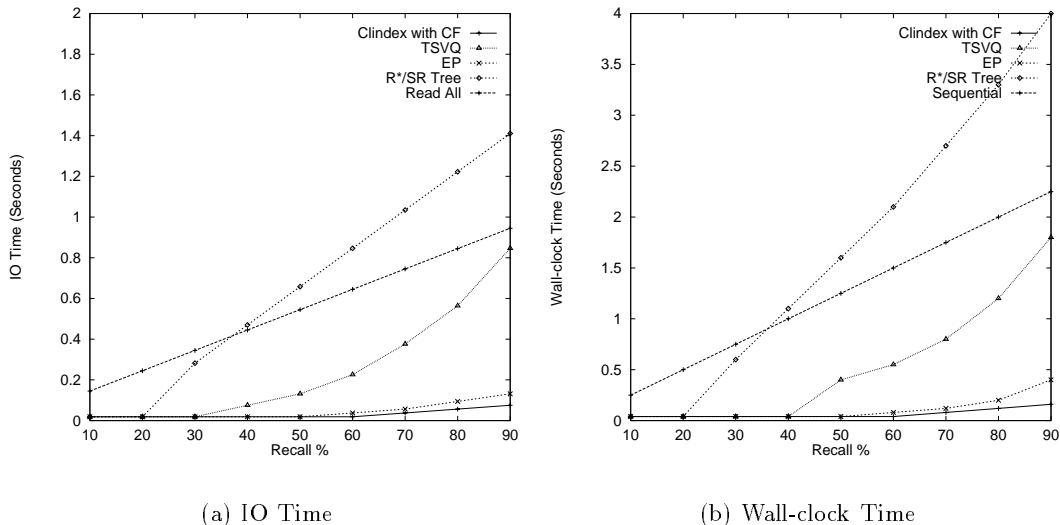 0
0.2
0.4
0.6
0.8
1
1.2
1.4
1.6
1.8
2
10 20 30 40 50 60 70 80 90
IO Time (Seconds)
Recall %
Clindex with CF
TSVQ
EP
R*/SR Tree
Read All
(a) IO Time
0
0.5
1
1.5
2
2.5
3
3.5
4
10 20 30 40 50 60 70 80 90
Wall-clock Time (Seconds)
Recall %
Clindex with CF
TSVQ
EP
R*/SR Tree
Sequential
(b) Wall-clock Time